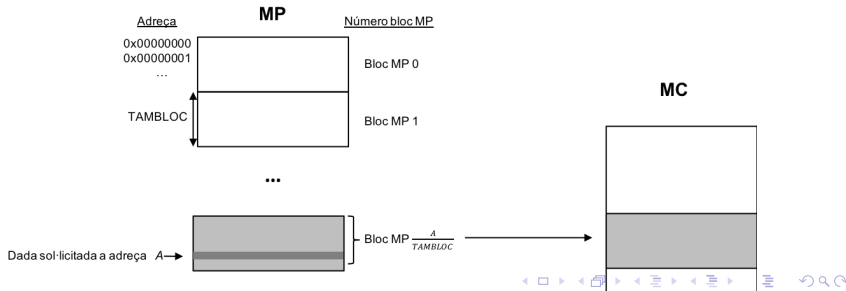 MP
Adreça
Número bloc MP
0x00000000
0x00000001
...
Bloc MP 0
TAMBLOC
Bloc MP 1
MC
...
Dada sol·licitada a adreça A
Bloc MP A/TAMBLOC